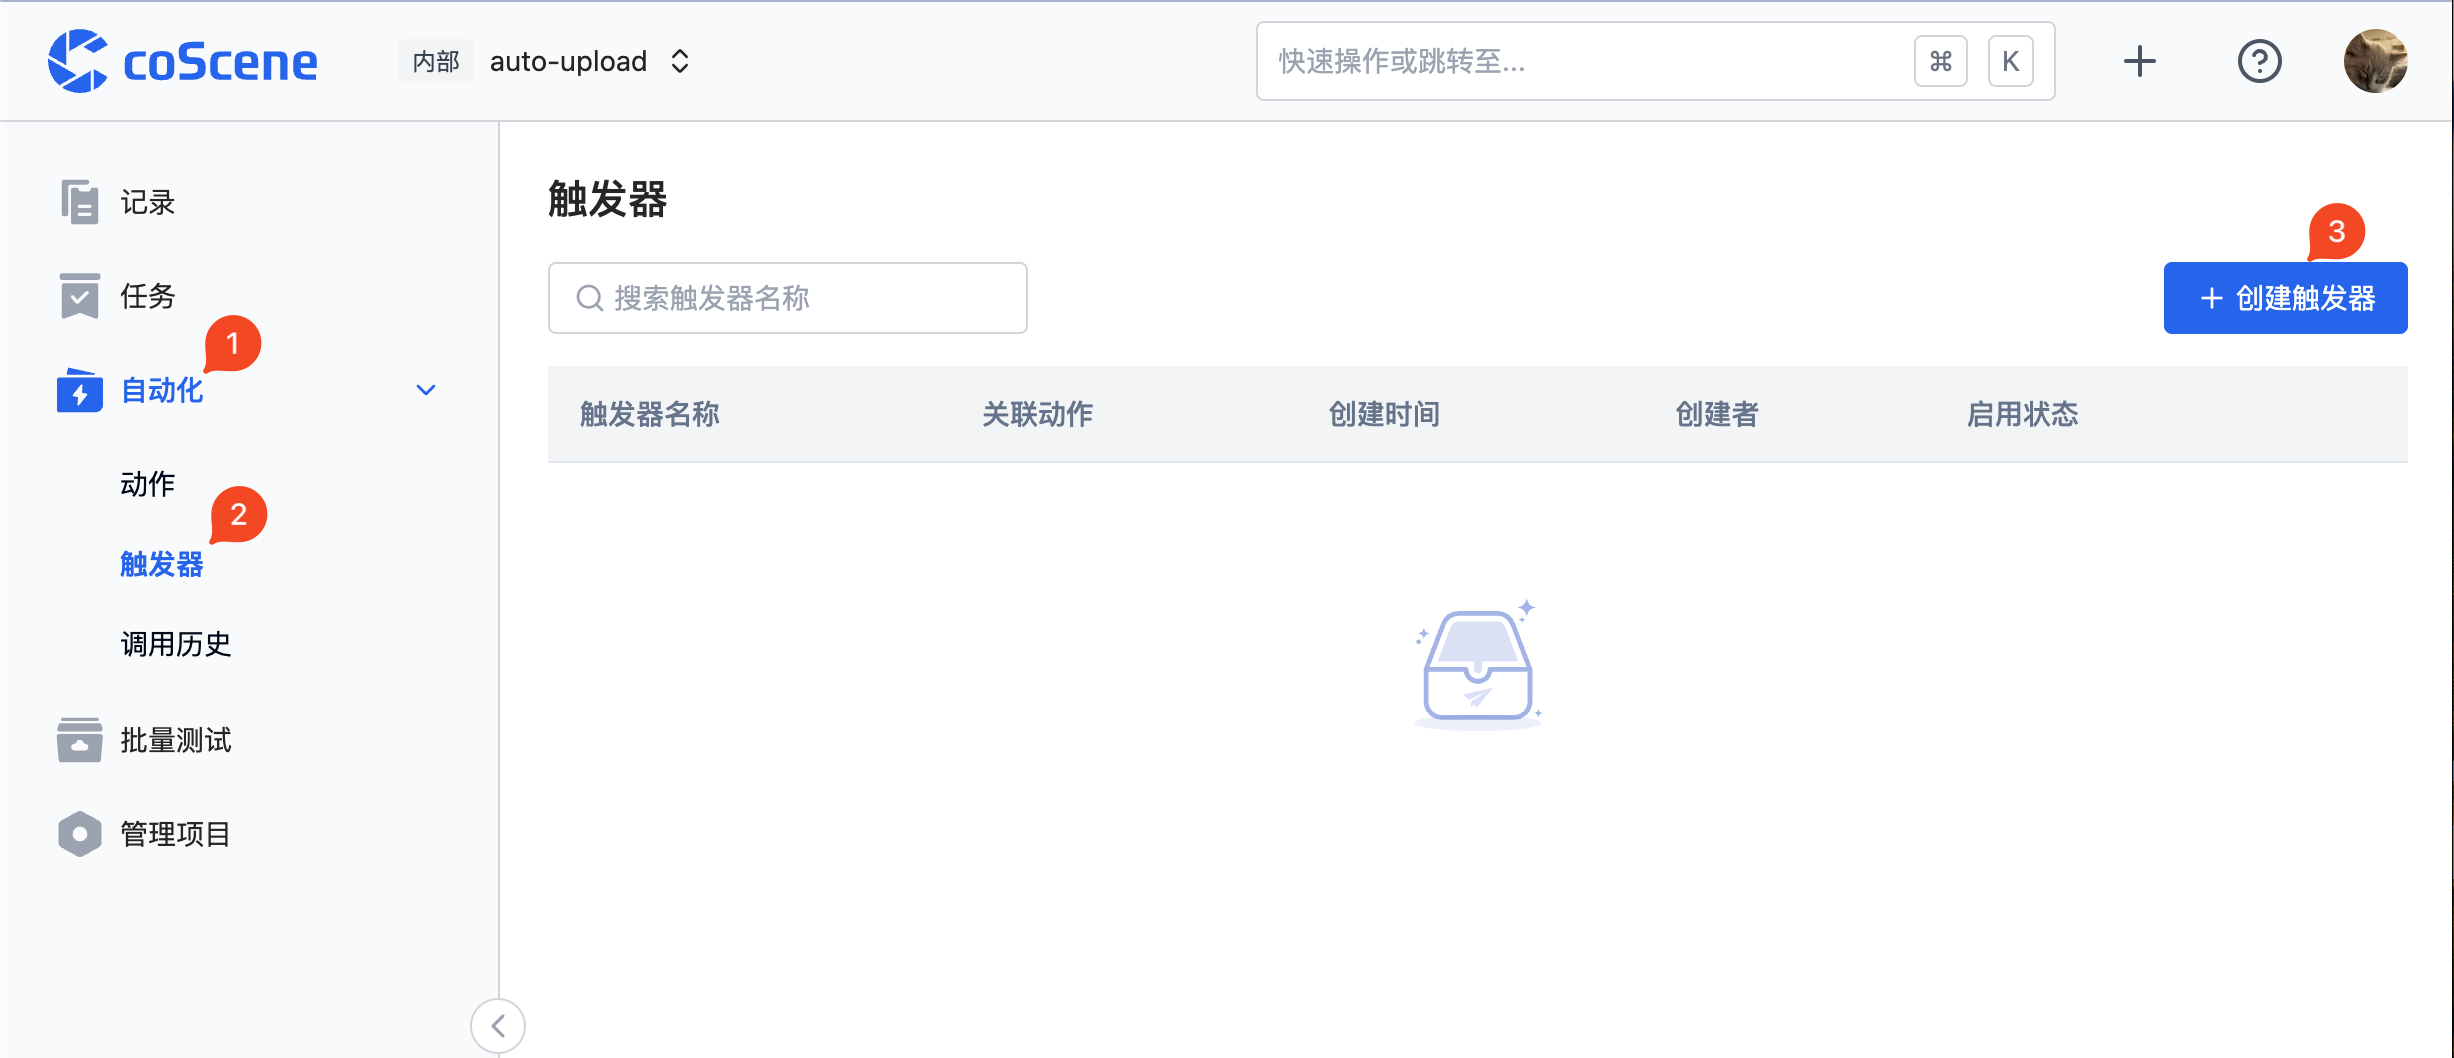 coScene 内部 auto-upload 快速操作或跳转至... ⌘ K
记录
任务
1
自动化
动作
2
触发器
调用历史
批量测试
管理项目
触发器
搜索触发器名称
3
创建触发器
触发器名称 关联动作 创建时间 创建者 启用状态